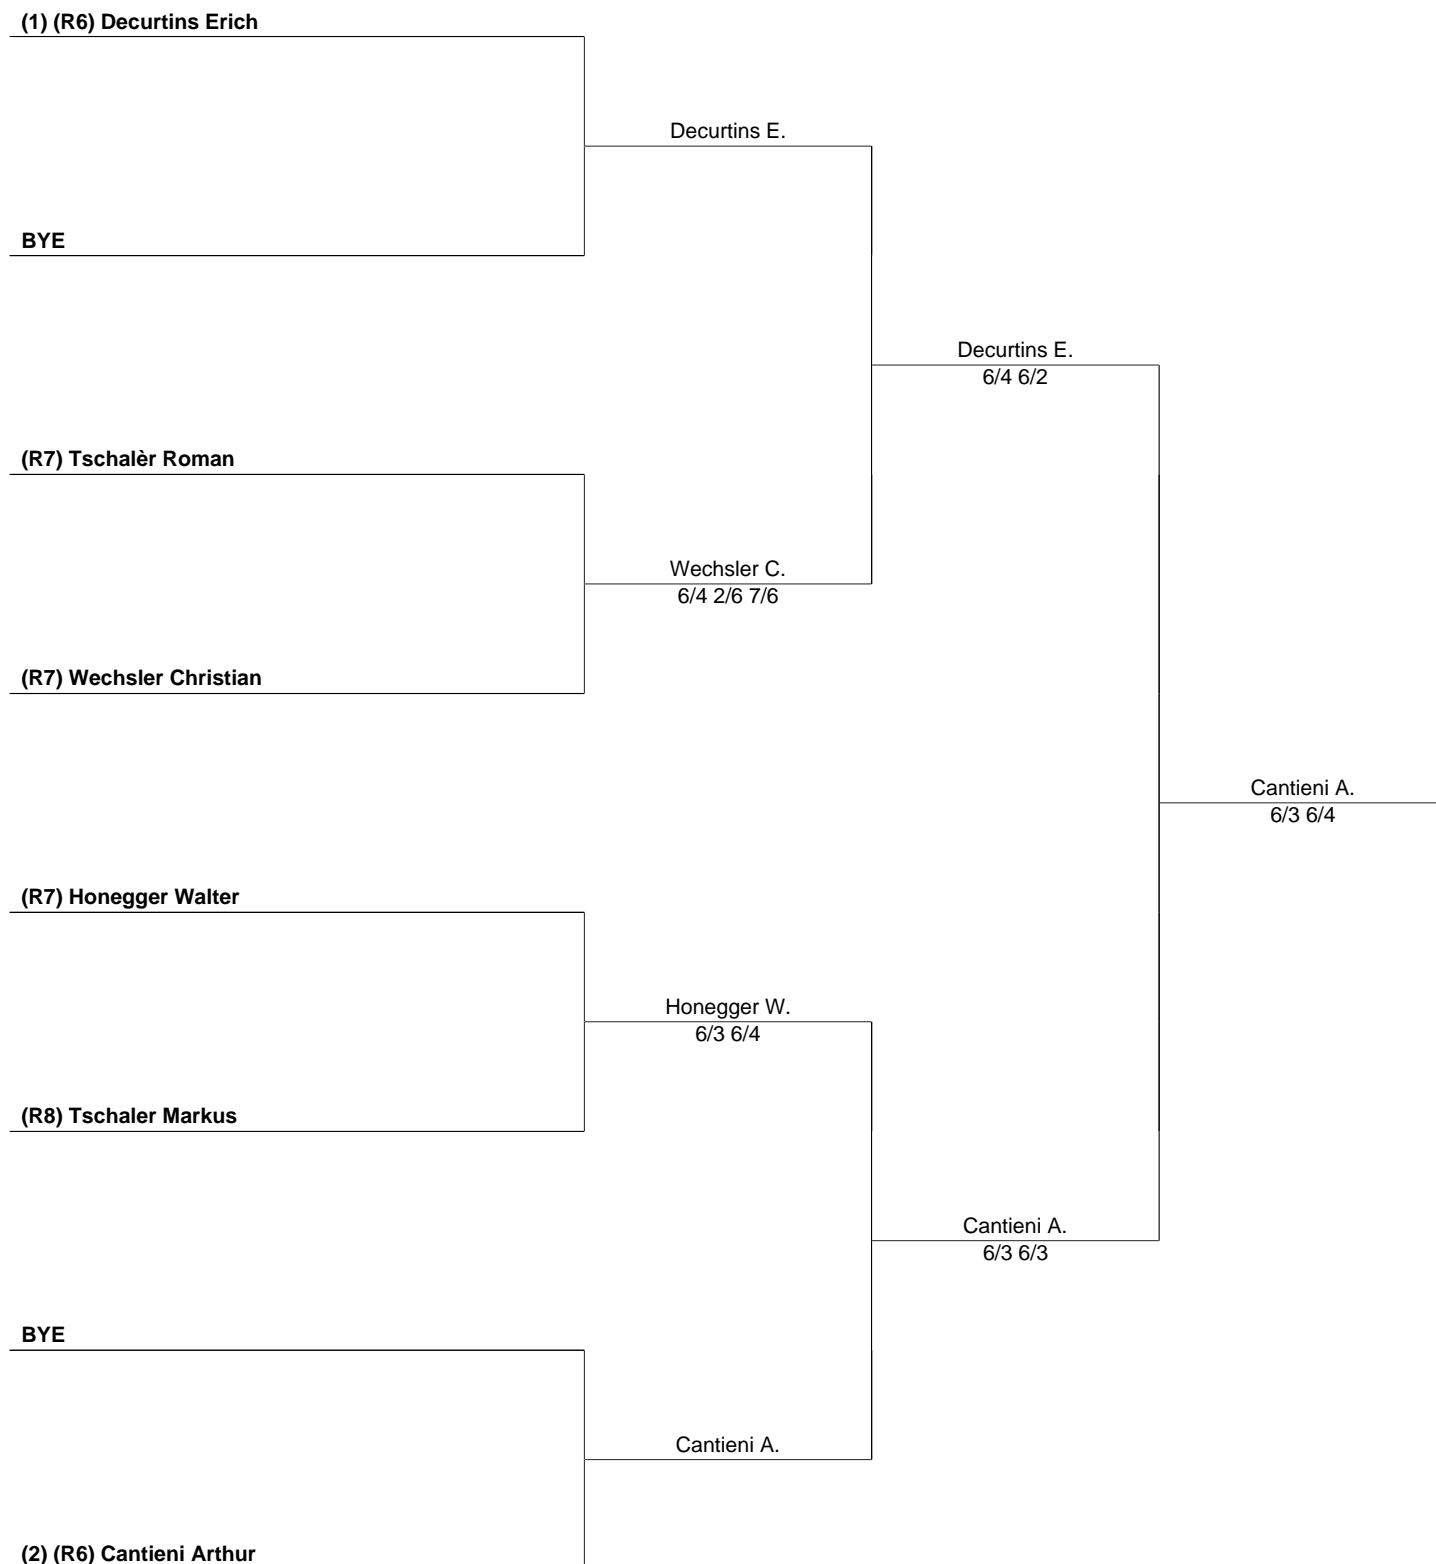 (1) (R6) Decurtins Erich
Decurtins E.
BYE
Decurtins E.
6/4 6/2
(R7) Tschalèr Roman
Wechsler C.
6/4 2/6 7/6
(R7) Wechsler Christian
Cantieni A.
6/3 6/4
(R7) Honegger Walter
Honegger W.
6/3 6/4
(R8) Tschaler Markus
Cantieni A.
6/3 6/3
BYE
Cantieni A.
(2) (R6) Cantieni Arthur